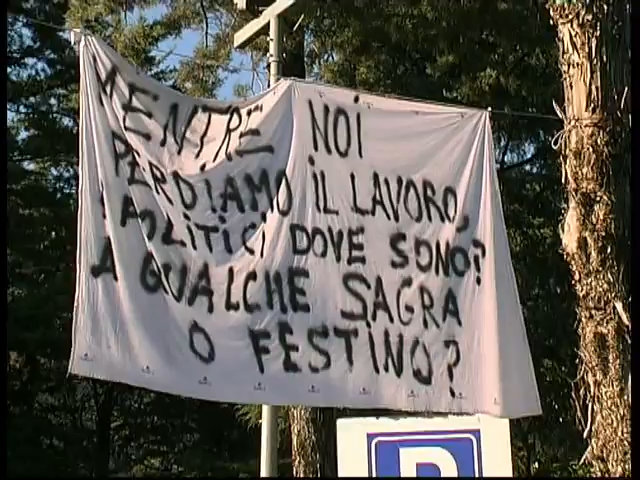 MENTRE NOI
PERDIAMO IL LAVORO,
I POLITICI DOVE SONO?
A QUALCHE SAGRA
O FESTINO?
P